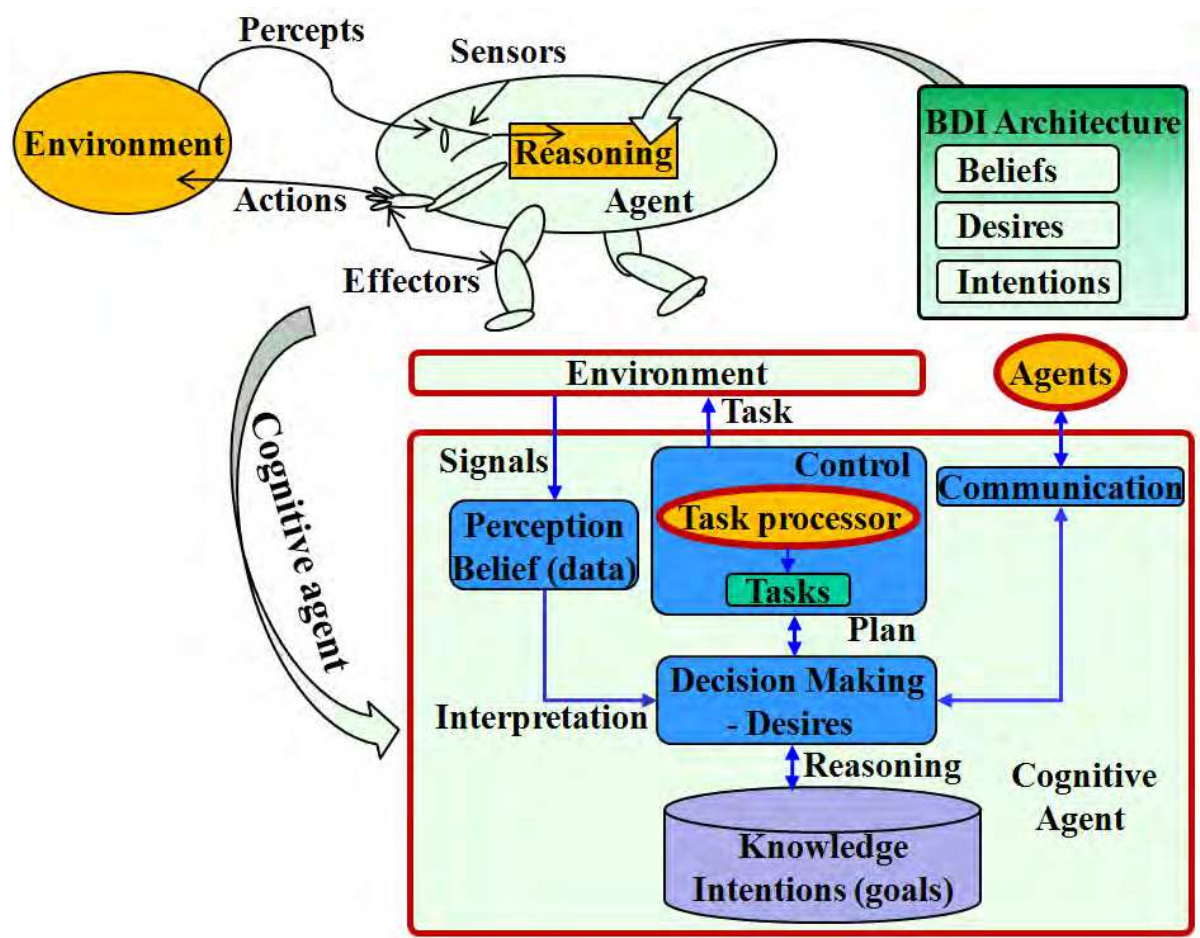 Percepts
Sensors
Environment
Reasoning
Actions
Agent
Effectors
BDI Architecture
Beliefs
Desires
Intentions
Cognitive agent
Environment
Agents
Task
Signals
Control
Communication
Task processor
Perception
Belief (data)
Tasks
Plan
Decision Making
- Desires
Interpretation
Reasoning
Cognitive
Agent
Knowledge
Intentions (goals)